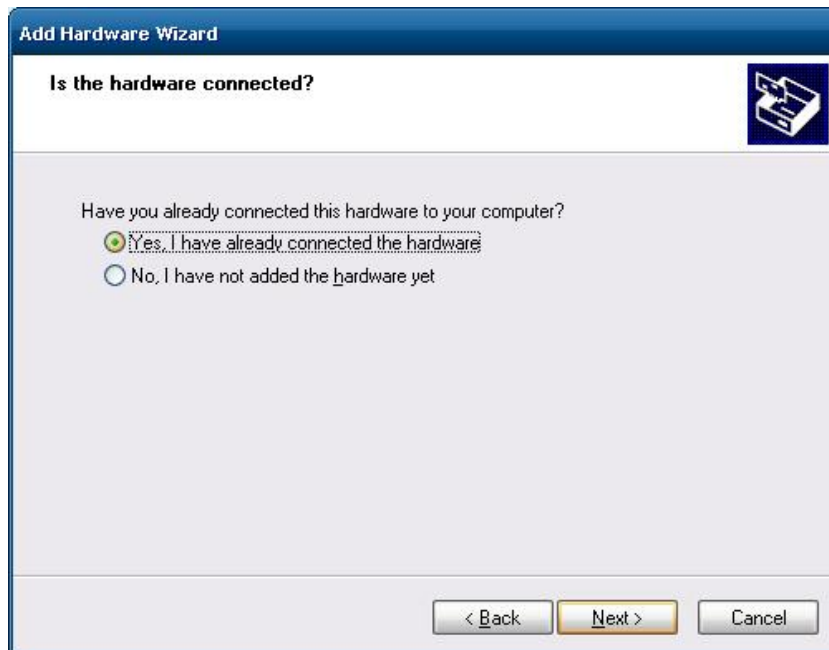 Add Hardware Wizard
Is the hardware connected?
Have you already connected this hardware to your computer?
Yes, I have already connected the hardware
No, I have not added the hardware yet
< Back
Next >
Cancel